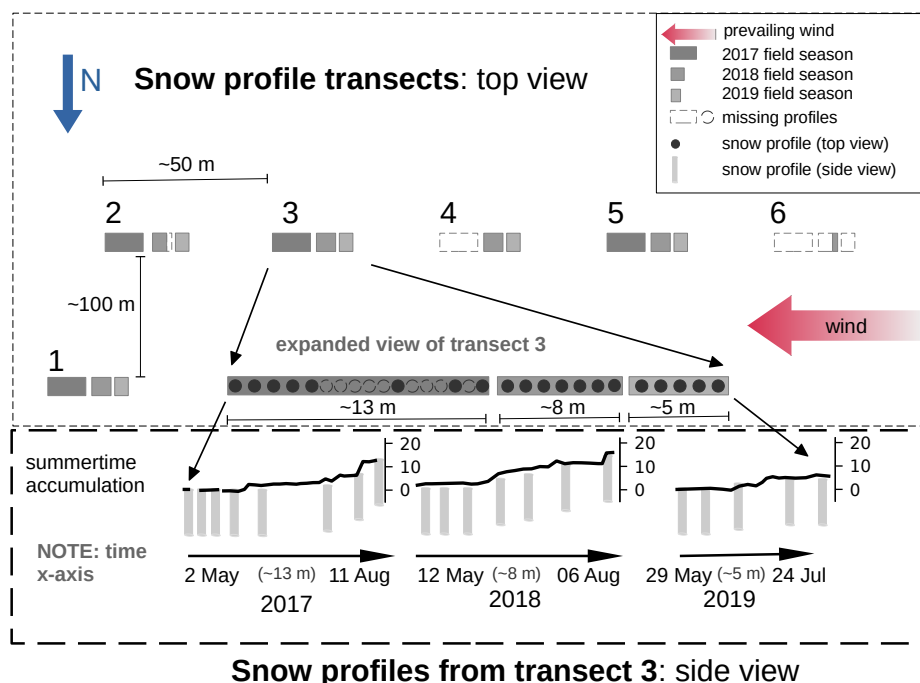 N
Snow profile transects: top view
prevailing wind
2017 field season
2018 field season
2019 field season
missing profiles
snow profile (top view)
snow profile (side view)
~50 m
2
3
4
5
6
~100 m
wind
expanded view of transect 3
1
~13 m
~8 m
~5 m
summertime
accumulation
20
10
0
20
10
0
20
10
0
NOTE: time
x-axis
2 May
(~13 m)
11 Aug
2017
12 May
(~8 m)
06 Aug
2018
29 May
(~5 m)
24 Jul
2019
Snow profiles from transect 3: side view